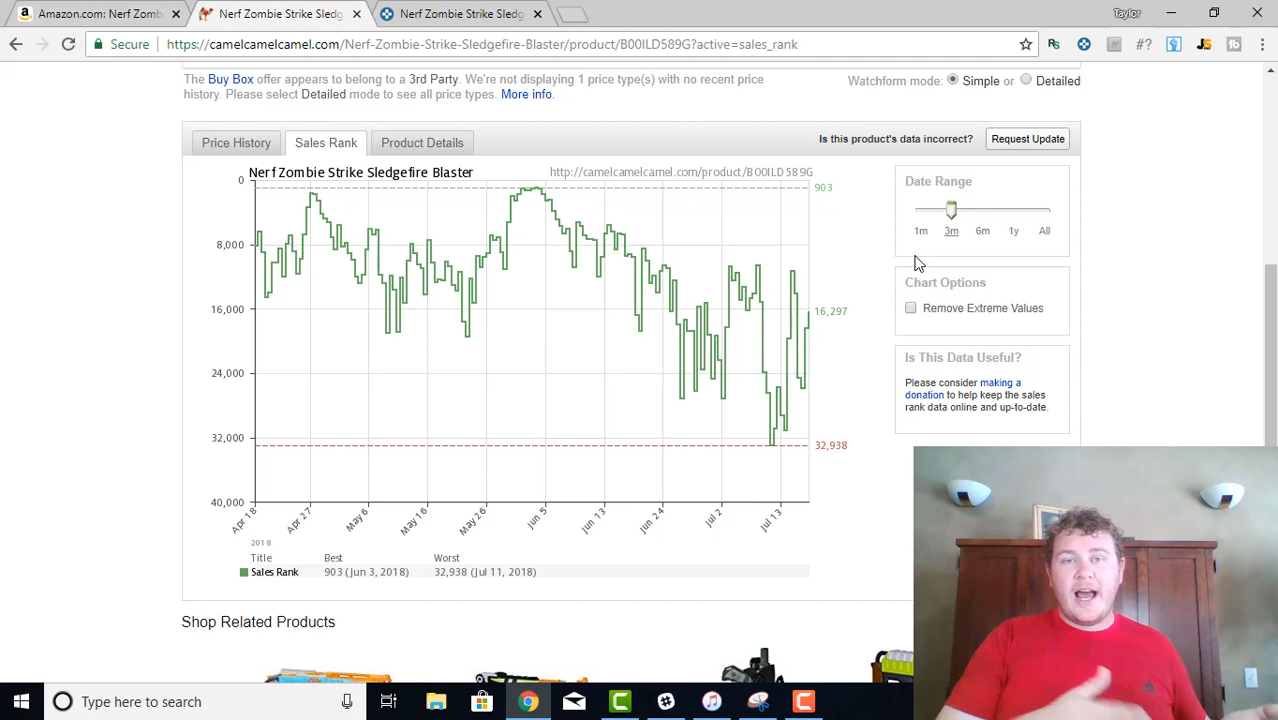 Amazon.com: Nerf Zomb
Nerf Zombie Strike Sledg
Nerf Zombie Strike Sledg
Taylor
Secure
https://camelcamelcamel.com/Nerf-Zombie-Strike-Sledgefire-Blaster/product/B00ILD589G?active=sales_rank
The Buy Box offer appears to belong to a 3rd Party. We're not displaying 1 price type(s) with no recent price
history. Please select Detailed mode to see all price types. More info.
Watchform mode: Simple or Detailed
Price History
Sales Rank
Product Details
Is this product's data incorrect?
Request Update
Nerf Zombie Strike Sledgefire Blaster
http://camelcamelcamel.com/product/B00ILD589G
0
8,000
16,000
24,000
32,000
40,000
903
16,297
32,938
Apr 18
Apr 27
May 6
May 16
May 26
Jun 5
Jun 13
Jun 24
Jul 2
Jul 13
2018
Title Best Worst
Sales Rank 903 (Jun 3, 2018) 32,938 (Jul 11, 2018)
Date Range
1m 3m 6m 1y All
Chart Options
Remove Extreme Values
Is This Data Useful?
Please consider making a
donation to help keep the sales
rank data online and up-to-date.
Shop Related Products
Type here to search